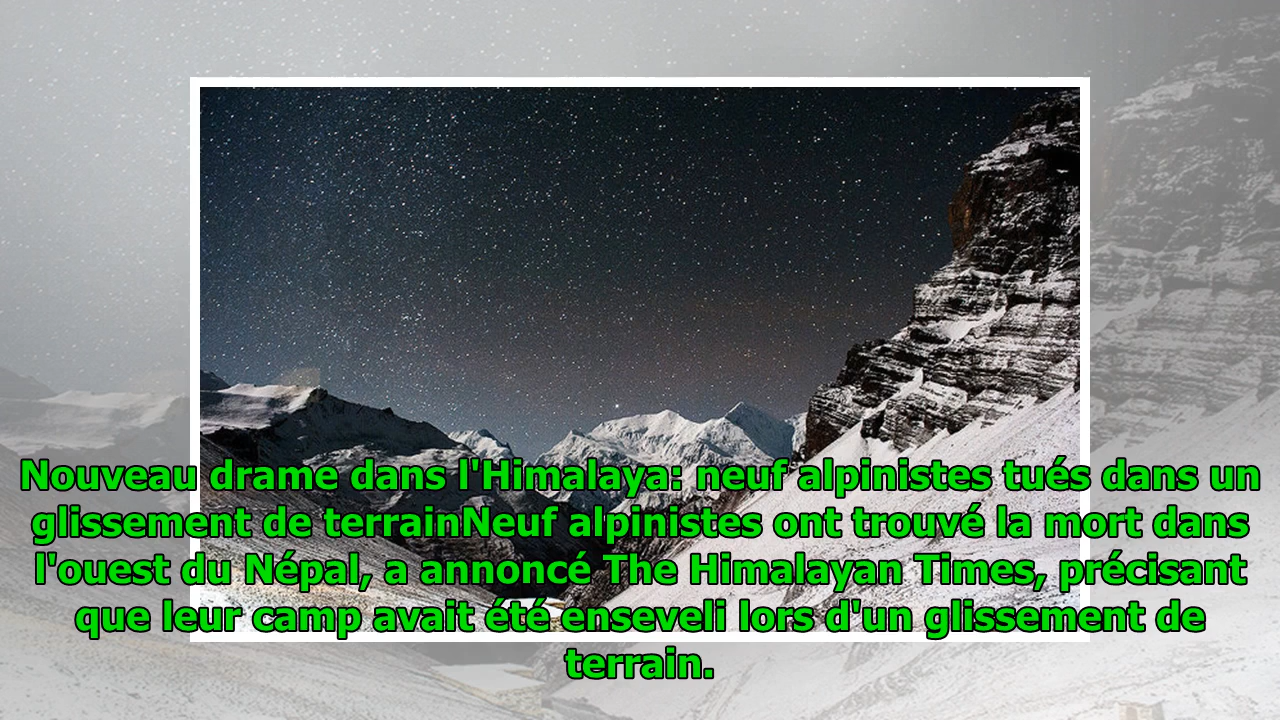 Nouveau drame dans l'Himalaya: neuf alpinistes tués dans un
glissement de terrainNeuf alpinistes ont trouvé la mort dans
l'ouest du Népal, a annoncé The Himalayan Times, précisant
que leur camp avait été enseveli lors d'un glissement de
terrain.